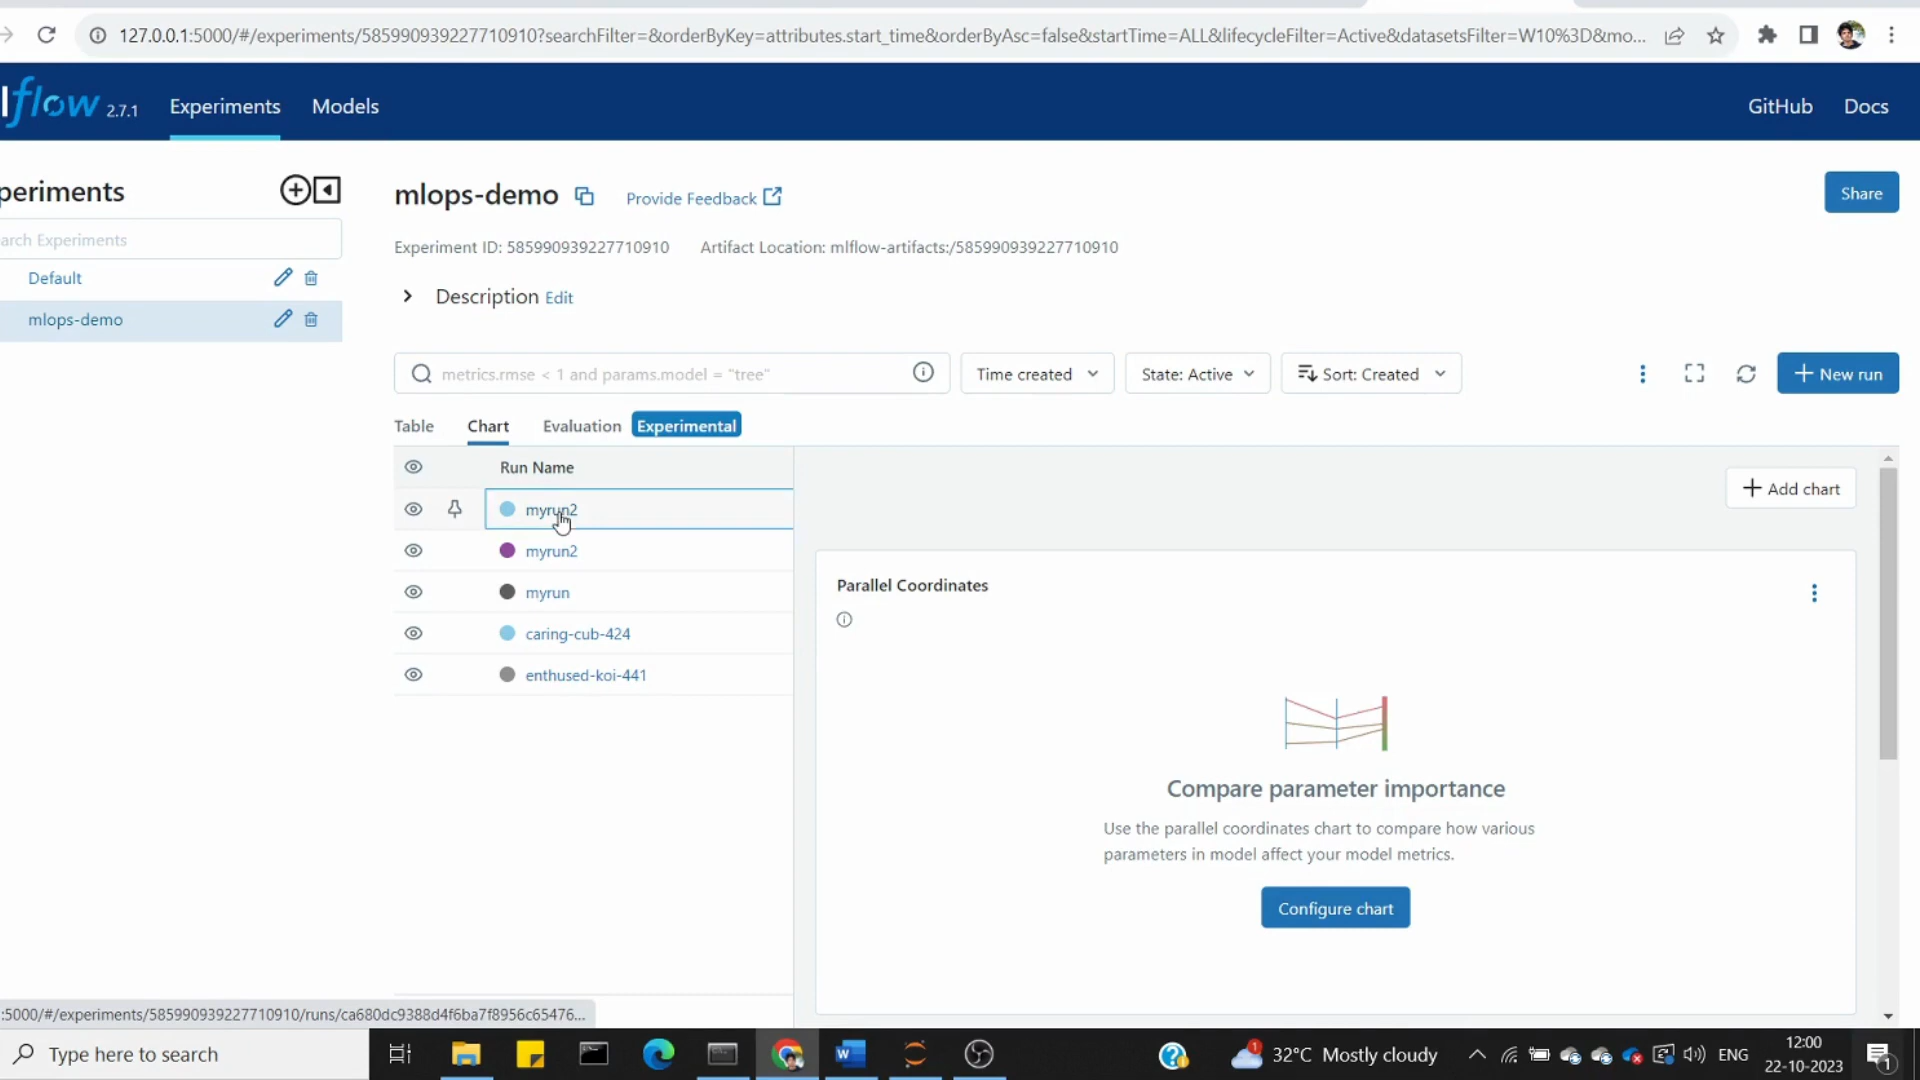 127.0.0.1:5000/#/experiments/585990939227710910?searchFilter=&orderByKey=attributes.start_time&orderByAsc=false&startTime=ALL&lifecycleFilter=Active&datasetsFilter=W10%3D&mo...
lflow 2.7.1 Experiments Models GitHub Docs
periments
arch Experiments
Default
mlops-demo
mlops-demo Provide Feedback Share
Experiment ID: 585990939227710910 Artifact Location: mlflow-artifacts:/585990939227710910
Description Edit
metrics.rmse < 1 and params.model = "tree" Time created State: Active Sort: Created + New run
Table Chart Evaluation Experimental
Run Name
+ Add chart
myrun2
myrun2
myrun
caring-cub-424
enthused-koi-441
Parallel Coordinates
Compare parameter importance
Use the parallel coordinates chart to compare how various
parameters in model affect your model metrics.
Configure chart
:5000/#/experiments/585990939227710910/runs/ca680dc9388d4f6ba7f8956c65476...
Type here to search 1 32°C Mostly cloudy ENG 12:00
22-10-2023 1